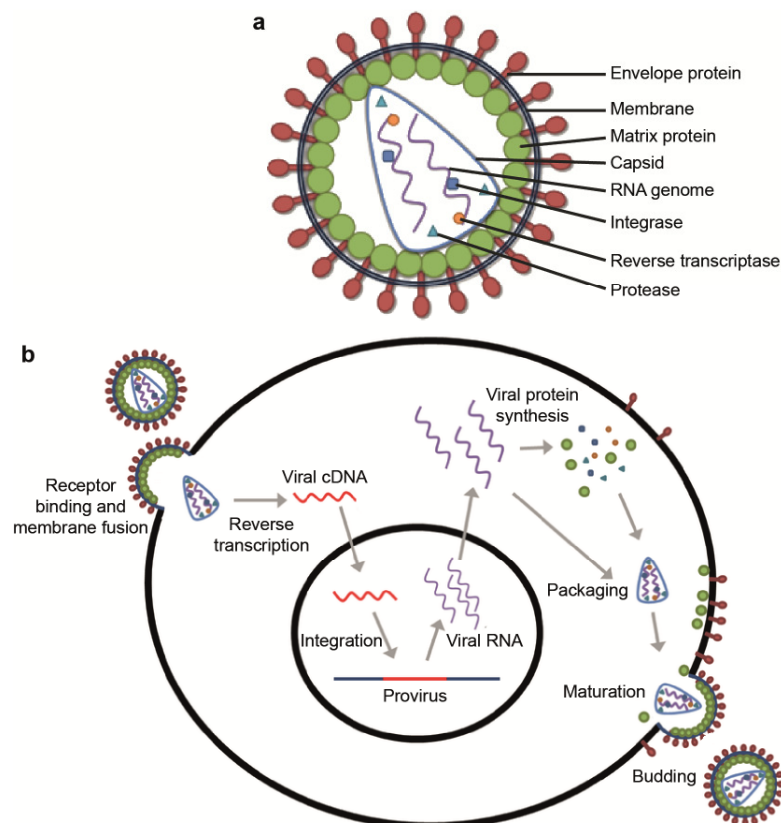 a
Envelope protein
Membrane
Matrix protein
Capsid
RNA genome
Integrase
Reverse transcriptase
Protease
b
Viral protein
synthesis
Viral cDNA
Receptor
binding and
membrane fusion
Reverse
transcription
Packaging
Integration
Viral RNA
Provirus
Maturation
Budding